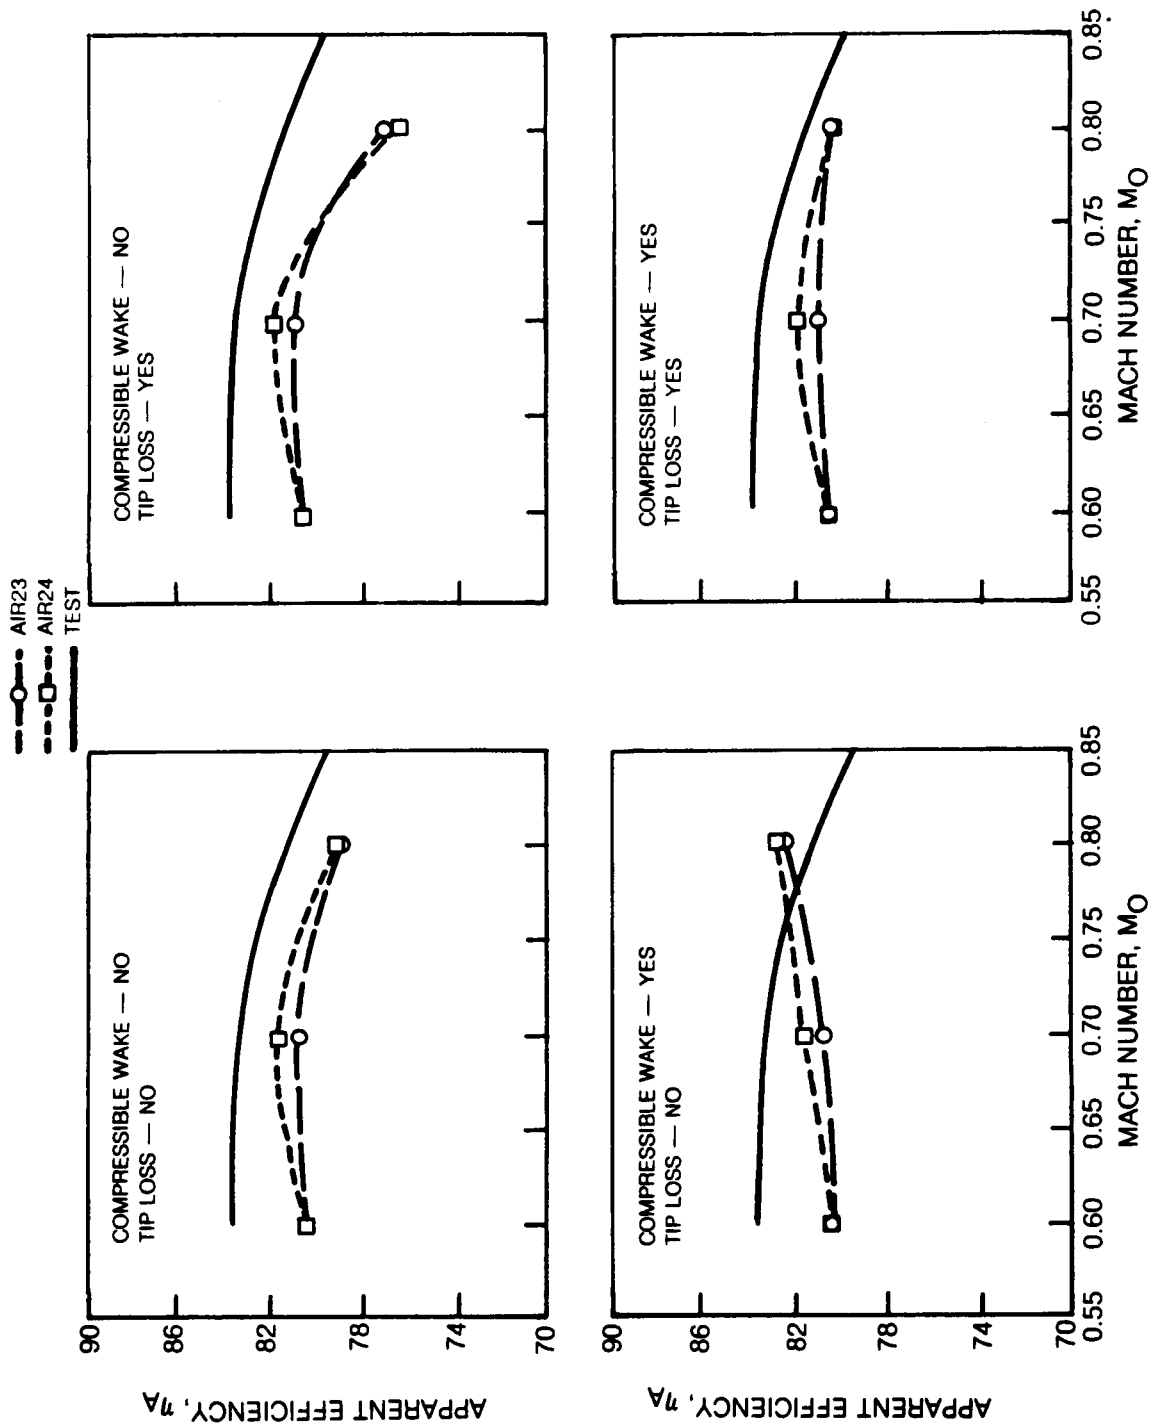 AIR23
AIR24
TEST
COMPRESSIBLE WAKE — NO
TIP LOSS — NO
90
86
82
78
74
70
APPARENT EFFICIENCY, ηA
COMPRESSIBLE WAKE — NO
TIP LOSS — YES
COMPRESSIBLE WAKE — YES
TIP LOSS — NO
90
86
82
78
74
70
APPARENT EFFICIENCY, ηA
0.55
0.60
0.65
0.70
0.75
0.80
0.85
MACH NUMBER, MO
COMPRESSIBLE WAKE — YES
TIP LOSS — YES
0.55
0.60
0.65
0.70
0.75
0.80
0.85
MACH NUMBER, MO